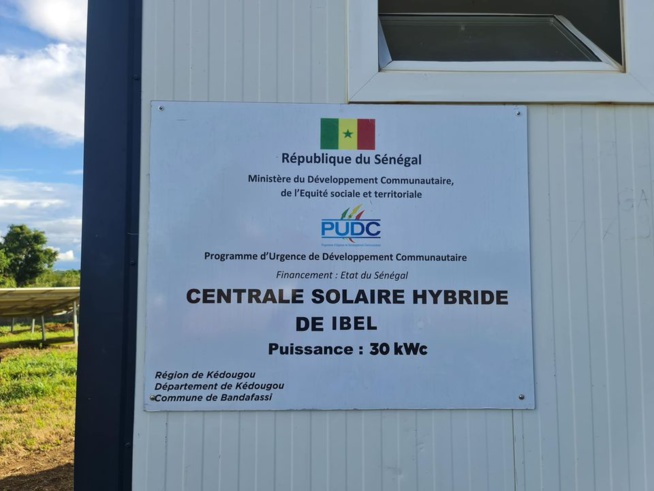 République du Sénégal
Ministère du Développement Communautaire,
de l'Equité sociale et territoriale
PUDC
Programme d'Urgence de Développement Communautaire
Financement : Etat du Sénégal
CENTRALE SOLAIRE HYBRIDE
DE IBEL
Puissance : 30 kWc
Région de Kédougou
Département de Kédougou
Commune de Bandafassi